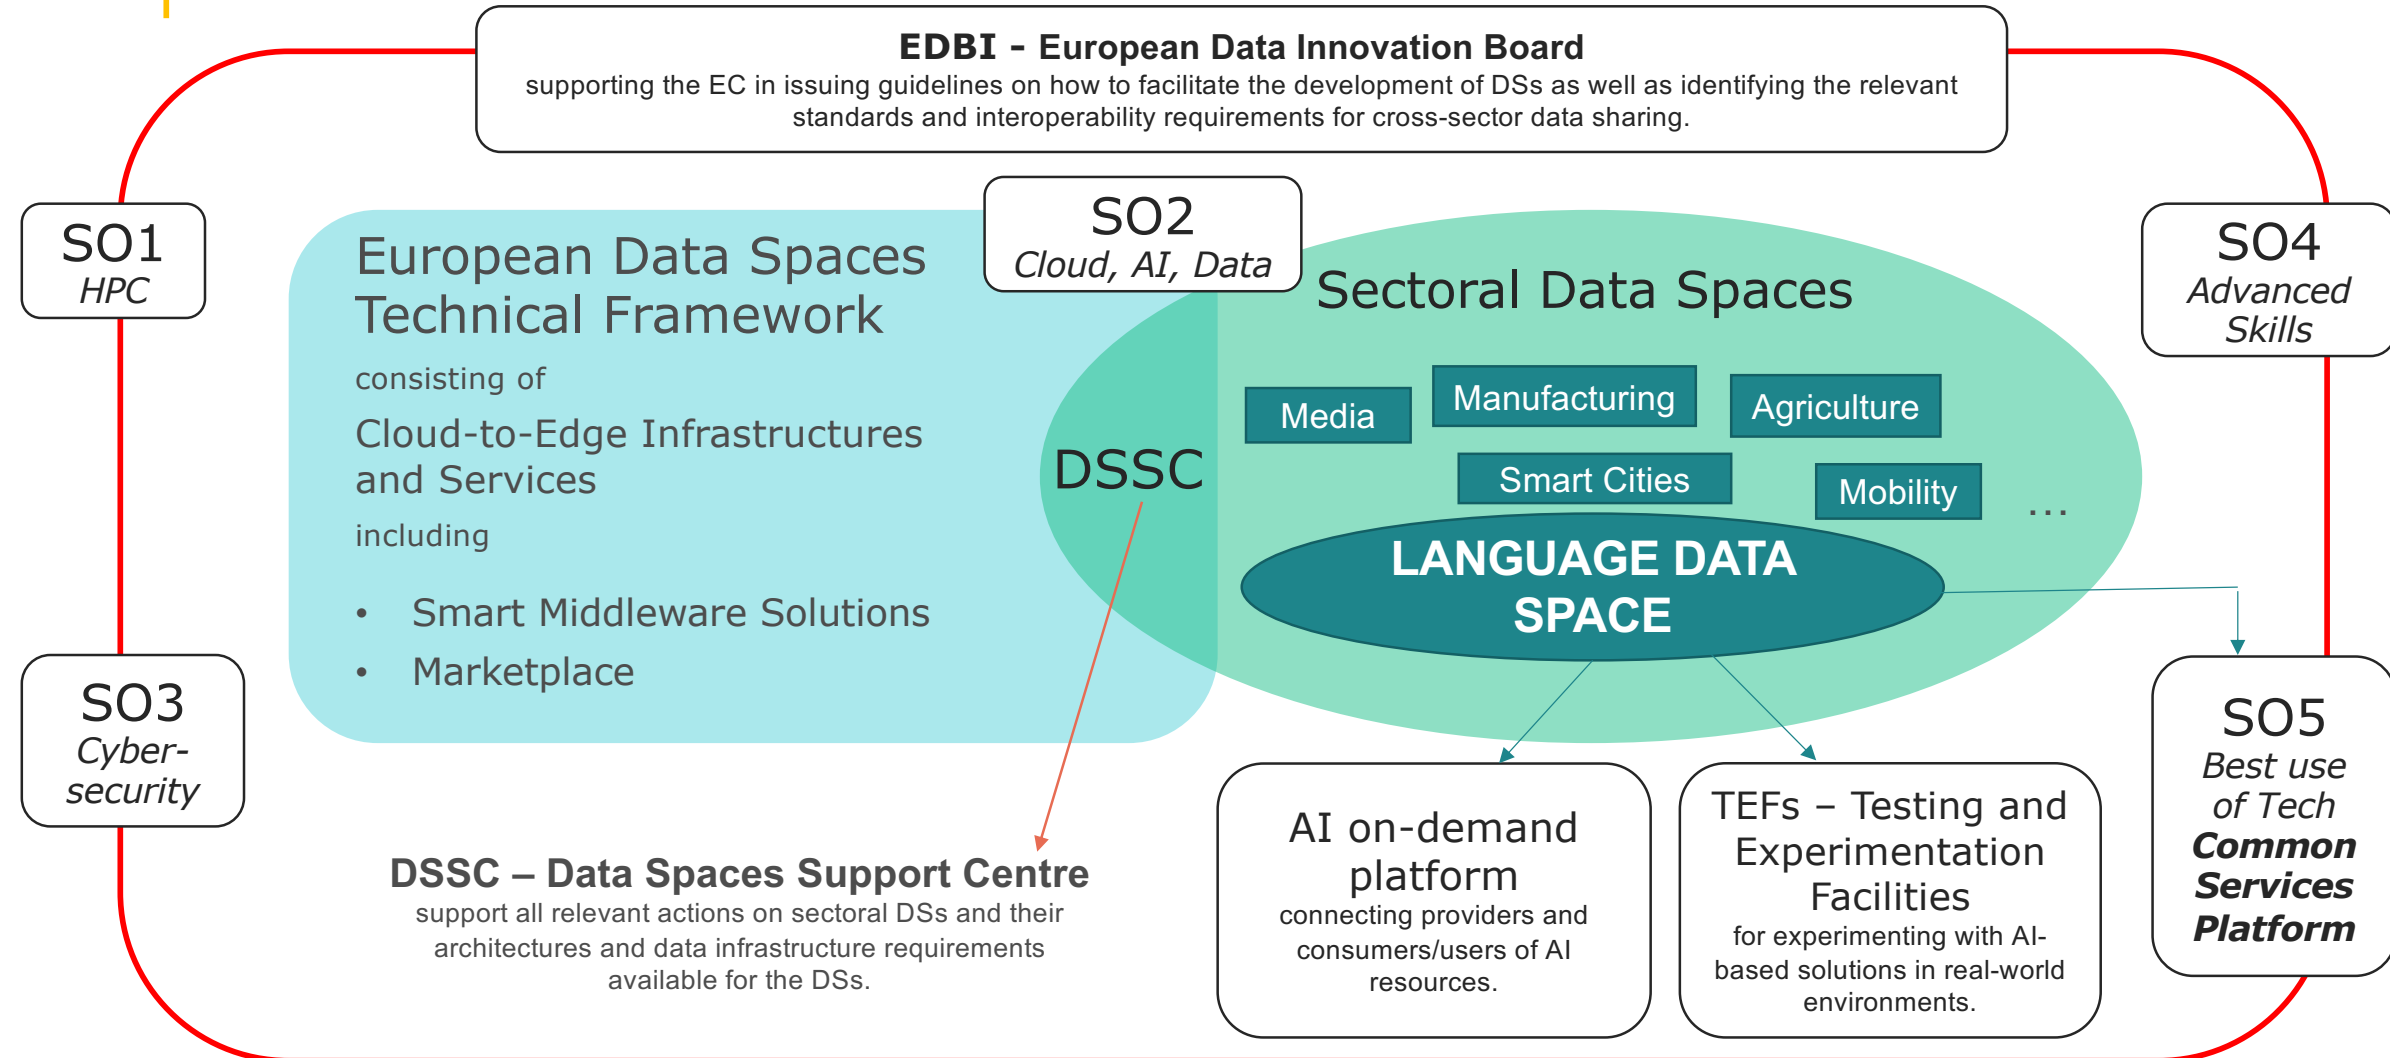 EDBI - European Data Innovation Board
supporting the EC in issuing guidelines on how to facilitate the development of DSs as well as identifying the relevant
standards and interoperability requirements for cross-sector data sharing.
SO1
HPC
SO2
Cloud, AI, Data
SO4
Advanced
Skills
European Data Spaces
Technical Framework
consisting of
Cloud-to-Edge Infrastructures
and Services
including
• Smart Middleware Solutions
• Marketplace
DSSC
Sectoral Data Spaces
Media
Manufacturing
Agriculture
Smart Cities
Mobility
...
LANGUAGE DATA
SPACE
SO3
Cyber-
security
SO5
Best use
of Tech
Common
Services
Platform
DSSC – Data Spaces Support Centre
support all relevant actions on sectoral DSs and their
architectures and data infrastructure requirements
available for the DSs.
AI on-demand
platform
connecting providers and
consumers/users of AI
resources.
TEFs – Testing and
Experimentation
Facilities
for experimenting with AI-
based solutions in real-world
environments.